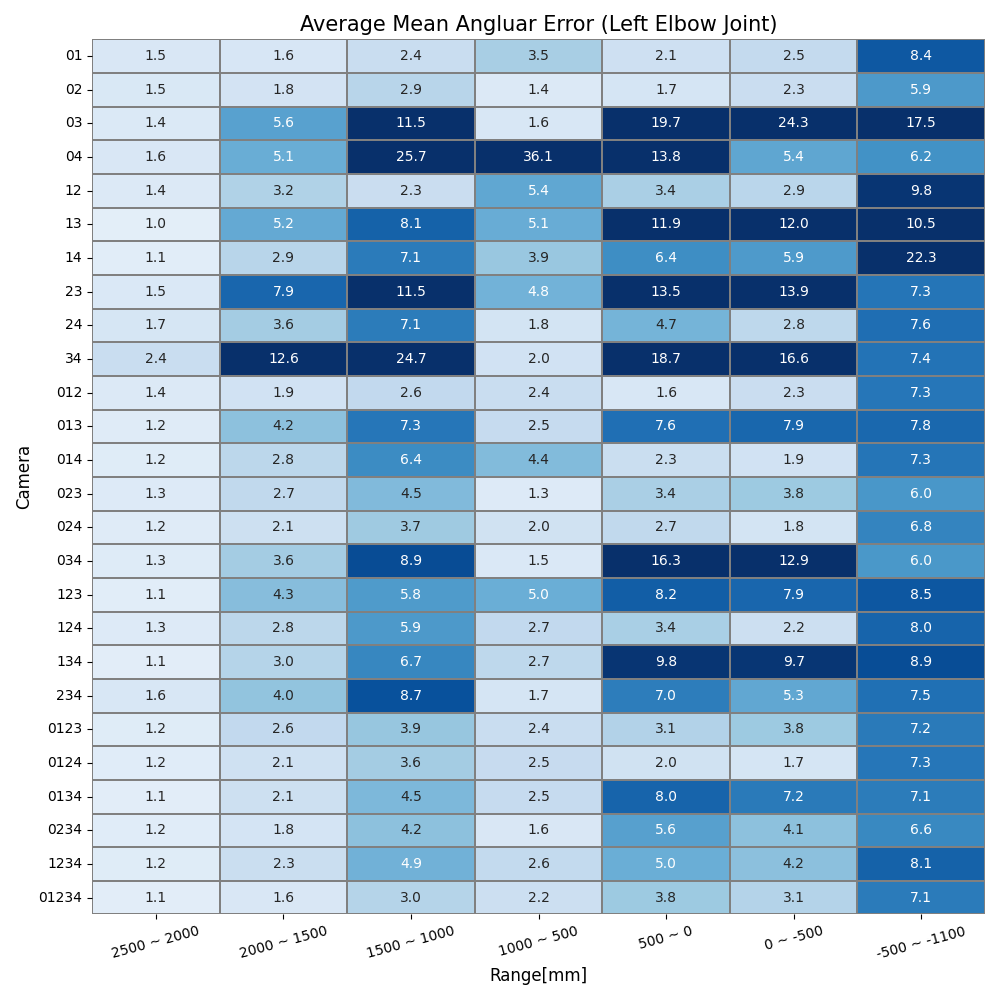 Average Mean Angluar Error (Left Elbow Joint)
01 1.5 1.6 2.4 3.5 2.1 2.5 8.4
02 1.5 1.8 2.9 1.4 1.7 2.3 5.9
03 1.4 5.6 11.5 1.6 19.7 24.3 17.5
04 1.6 5.1 25.7 36.1 13.8 5.4 6.2
12 1.4 3.2 2.3 5.4 3.4 2.9 9.8
13 1.0 5.2 8.1 5.1 11.9 12.0 10.5
14 1.1 2.9 7.1 3.9 6.4 5.9 22.3
23 1.5 7.9 11.5 4.8 13.5 13.9 7.3
24 1.7 3.6 7.1 1.8 4.7 2.8 7.6
34 2.4 12.6 24.7 2.0 18.7 16.6 7.4
012 1.4 1.9 2.6 2.4 1.6 2.3 7.3
013 1.2 4.2 7.3 2.5 7.6 7.9 7.8
014 1.2 2.8 6.4 4.4 2.3 1.9 7.3
023 1.3 2.7 4.5 1.3 3.4 3.8 6.0
024 1.2 2.1 3.7 2.0 2.7 1.8 6.8
034 1.3 3.6 8.9 1.5 16.3 12.9 6.0
123 1.1 4.3 5.8 5.0 8.2 7.9 8.5
124 1.3 2.8 5.9 2.7 3.4 2.2 8.0
134 1.1 3.0 6.7 2.7 9.8 9.7 8.9
234 1.6 4.0 8.7 1.7 7.0 5.3 7.5
0123 1.2 2.6 3.9 2.4 3.1 3.8 7.2
0124 1.2 2.1 3.6 2.5 2.0 1.7 7.3
0134 1.1 2.1 4.5 2.5 8.0 7.2 7.1
0234 1.2 1.8 4.2 1.6 5.6 4.1 6.6
1234 1.2 2.3 4.9 2.6 5.0 4.2 8.1
01234 1.1 1.6 3.0 2.2 3.8 3.1 7.1
Camera
2500 ~ 2000 2000 ~ 1500 1500 ~ 1000 1000 ~ 500 500 ~ 0 0 ~ -500 -500 ~ -1100
Range[mm]